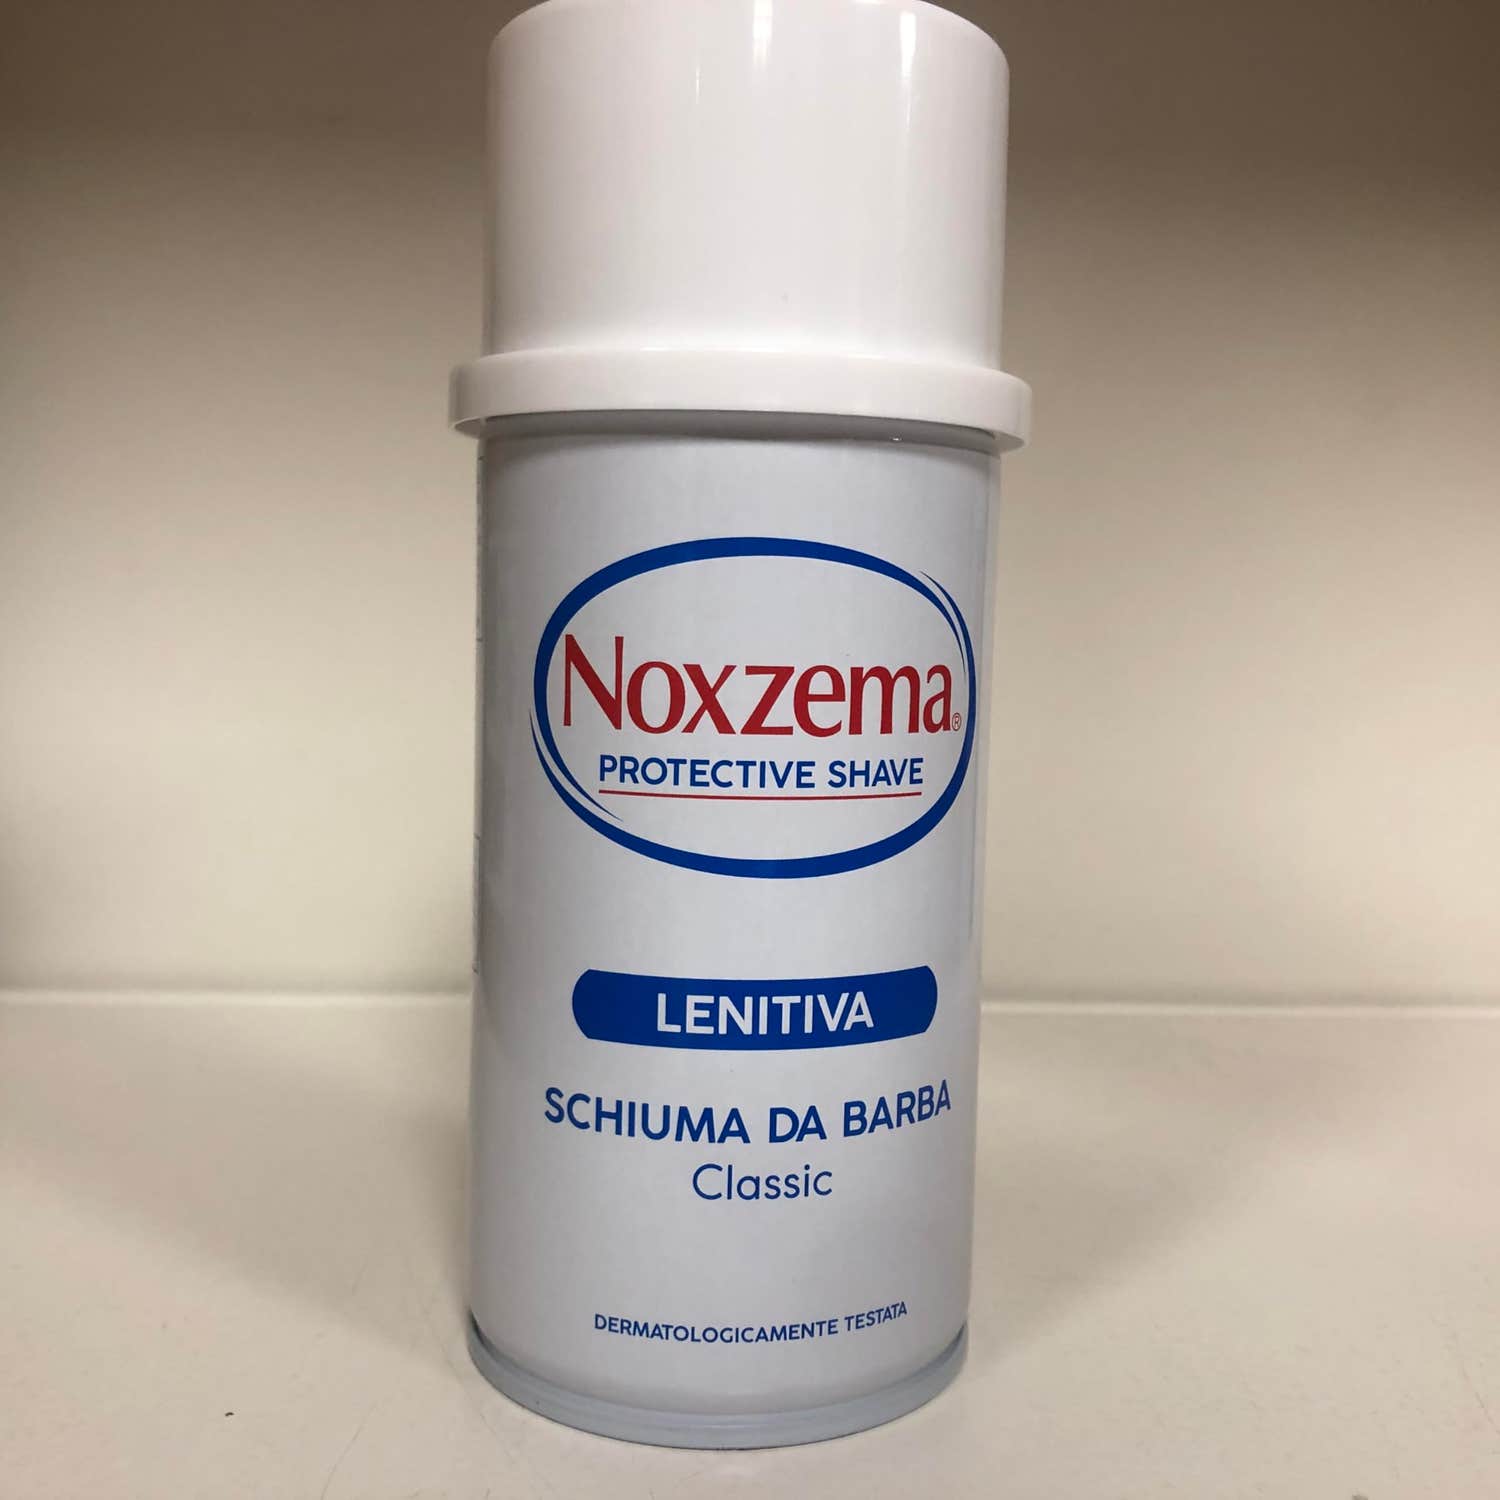 Noxzema®
PROTECTIVE SHAVE
LENITIVA
SCHIUMA DA BARBA
Classic
DERMATOLOGICAMENTE TESTATA